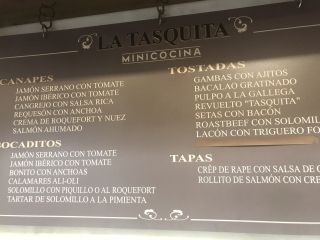 LA TASQUITA
MINICOCINA
CANAPES
JAMÓN SERRANO CON TOMATE
JAMÓN IBÉRICO CON TOMATE
CANGREJO CON SALSA RICA
REQUESÓN CON ANCHOA
CREMA DE ROQUEFORT Y NUEZ
SALMÓN AHUMADO
BOCADITOS
JAMÓN SERRANO CON TOMATE
JAMÓN IBÉRICO CON TOMATE
BONITO CON ANCHOAS
CALAMARES ALI-OLI
SOLOMILLO CON PIQUILLO O AL ROQUEFORT
TARTAR DE SOLOMILLO A LA PIMIENTA
TOSTADAS
GAMBAS CON AJITOS
BACALAO GRATINADO
PULPO A LA GALLEGA
REVUELTO "TASQUITA"
SETAS CON BACÓN
ROASTBEEF CON SOLOMIL
LACÓN CON TRIGUERO FO
TAPAS
CRÊP DE RAPE CON SALSA DE
ROLLITO DE SALMÓN CON CRE